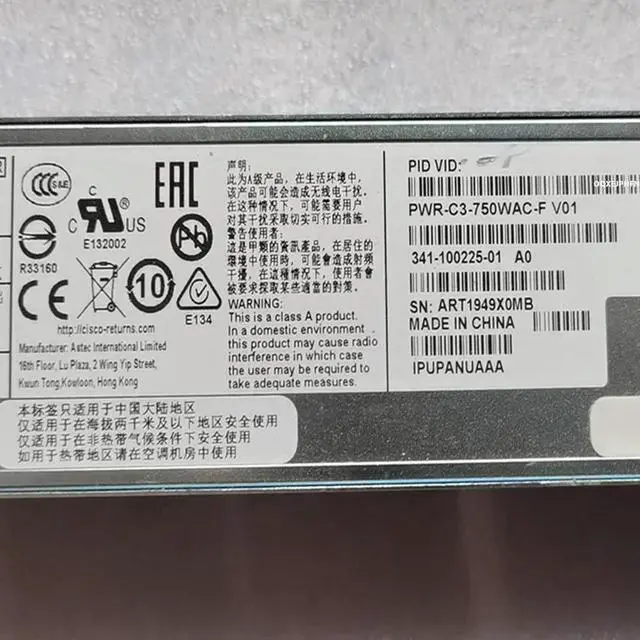 CCC S&E
EAC
c RU® US
E132002
R33160
Pb
CE
10
E134
http://cisco-returns.com
Manufacturer: Astec International Limited
16th Floor, Lu Plaza, 2 Wing Yip Street,
Kwun Tong,Kowloon, Hong Kong
声明:
此为A级产品，在生活环境中，
该产品可能会造成无线电干扰。
在这种情况下，可能需要用户
对其干扰采取切实可行的措施。
警告使用者:
這是甲類的資訊產品，在居住的
環境中使用時，可能會造成射頻
干擾，在這種情況下，使用者會
被要求採取某些適當的對策。
WARNING:
This is a class A product.
In a domestic environment
this product may cause radio
interference in which case
the user may be required to
take adequate measures.
PID VID:
PWR-C3-750WAC-F V01
341-100225-01 A0
SN: ART1949X0MB
MADE IN CHINA
IPUPANUAAA
本标签只适用于中国大陆地区
仅适用于在海拔两千米及以下地区安全使用
仅适用于在非热带气候条件下安全使用
如用于热带地区请在空调机房中使用